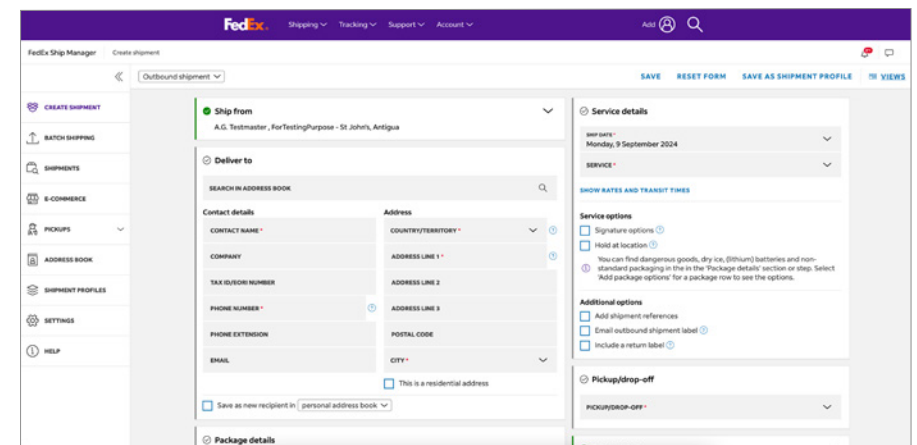 FedEx.
Shipping
Tracking
Support
Account
Add
FedEx Ship Manager
Create shipment
Outbound shipment
SAVE
RESET FORM
SAVE AS SHIPMENT PROFILE
VIEWS
CREATE SHIPMENT
BATCH SHIPPING
SHIPMENTS
E-COMMERCE
PICKUPS
ADDRESS BOOK
SHIPMENT PROFILES
SETTINGS
HELP
Ship from
A.G. Testmaster , ForTestingPurpose - St John's, Antigua
Deliver to
SEARCH IN ADDRESS BOOK
Contact details
CONTACT NAME *
COMPANY
TAX ID/EORI NUMBER
PHONE NUMBER *
PHONE EXTENSION
EMAIL
Address
COUNTRY/TERRITORY *
ADDRESS LINE 1 *
ADDRESS LINE 2
ADDRESS LINE 3
POSTAL CODE
CITY *
This is a residential address
Save as new recipient in personal address book
Package details
Service details
SHIP DATE *
Monday, 9 September 2024
SERVICE *
SHOW RATES AND TRANSIT TIMES
Service options
Signature options
Hold at location
You can find dangerous goods, dry ice, (lithium) batteries and non-
standard packaging in the in the 'Package details' section or step. Select
'Add package options' for a package row to see the options.
Additional options
Add shipment references
Email outbound shipment label
Include a return label
Pickup/drop-off
PICKUP/DROP-OFF *